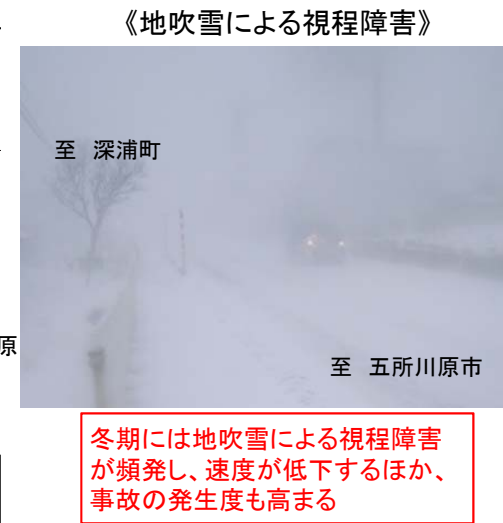 《地吹雪による視程障害》
至 深浦町
原
至 五所川原市
冬期には地吹雪による視程障害
が頻発し、速度が低下するほか、
事故の発生度も高まる